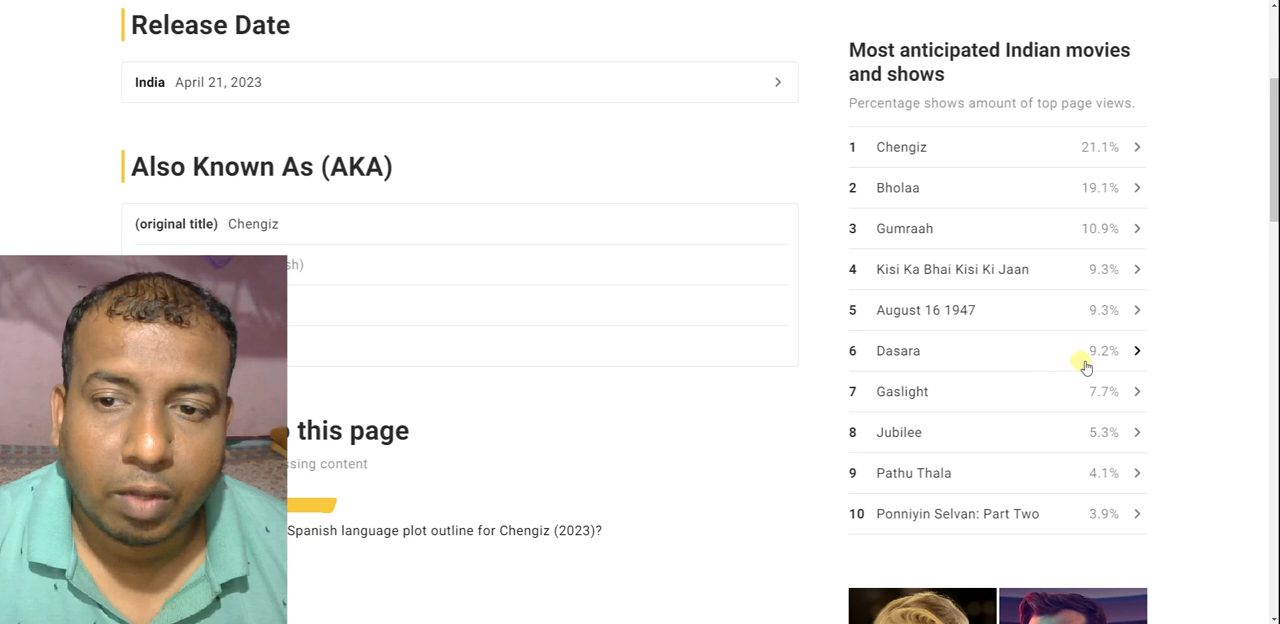 Release Date
India April 21, 2023
Also Known As (AKA)
(original title) Chengiz
sh)
this page
ssing content
Spanish language plot outline for Chengiz (2023)?
Most anticipated Indian movies
and shows
Percentage shows amount of top page views.
1 Chengiz 21.1%
2 Bholaa 19.1%
3 Gumraah 10.9%
4 Kisi Ka Bhai Kisi Ki Jaan 9.3%
5 August 16 1947 9.3%
6 Dasara 9.2%
7 Gaslight 7.7%
8 Jubilee 5.3%
9 Pathu Thala 4.1%
10 Ponniyin Selvan: Part Two 3.9%